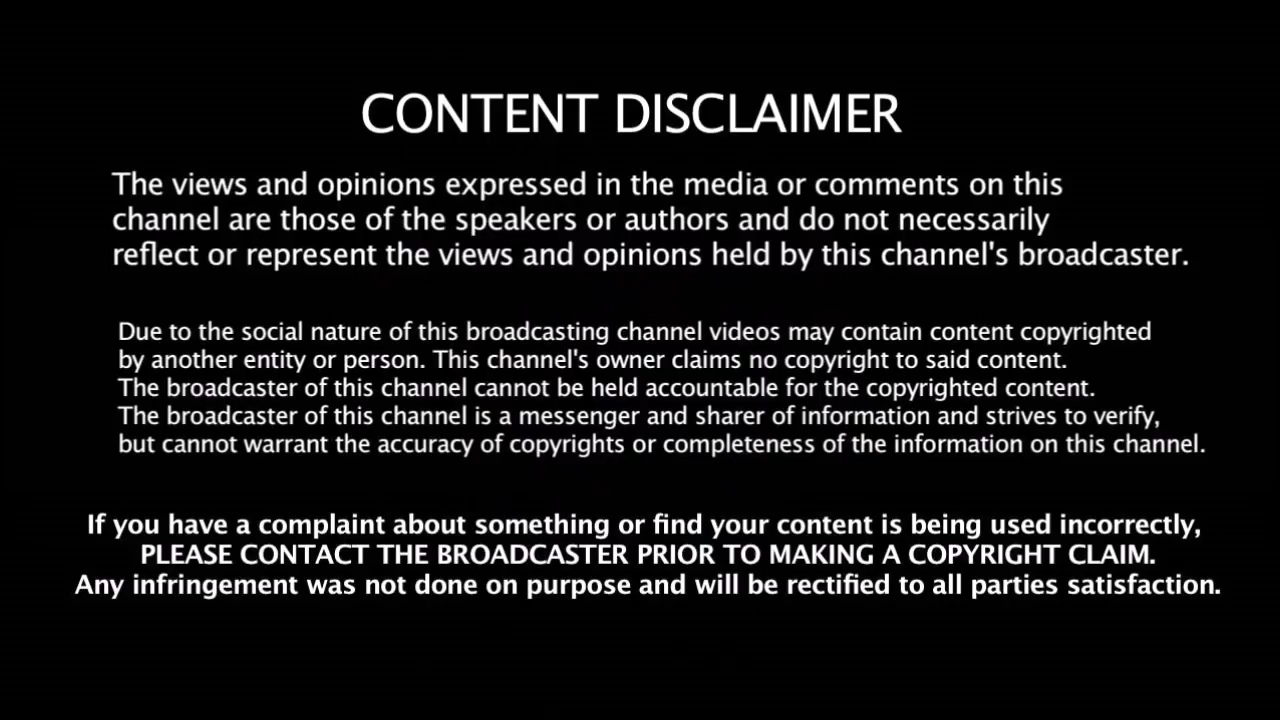 CONTENT DISCLAIMER
The views and opinions expressed in the media or comments on this
channel are those of the speakers or authors and do not necessarily
reflect or represent the views and opinions held by this channel's broadcaster.
Due to the social nature of this broadcasting channel videos may contain content copyrighted
by another entity or person. This channel's owner claims no copyright to said content.
The broadcaster of this channel cannot be held accountable for the copyrighted content.
The broadcaster of this channel is a messenger and sharer of information and strives to verify,
but cannot warrant the accuracy of copyrights or completeness of the information on this channel.
If you have a complaint about something or find your content is being used incorrectly,
PLEASE CONTACT THE BROADCASTER PRIOR TO MAKING A COPYRIGHT CLAIM.
Any infringement was not done on purpose and will be rectified to all parties satisfaction.